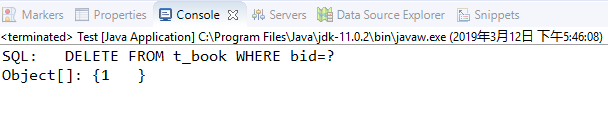 Markers Properties Console Servers Data Source Explorer Snippets
<terminated> Test [Java Application] C:\Program Files\Java\jdk-11.0.2\bin\javaw.exe (2019年3月12日 下午5:46:08)
SQL:   DELETE FROM t_book WHERE bid=?
Object[]: {1   }